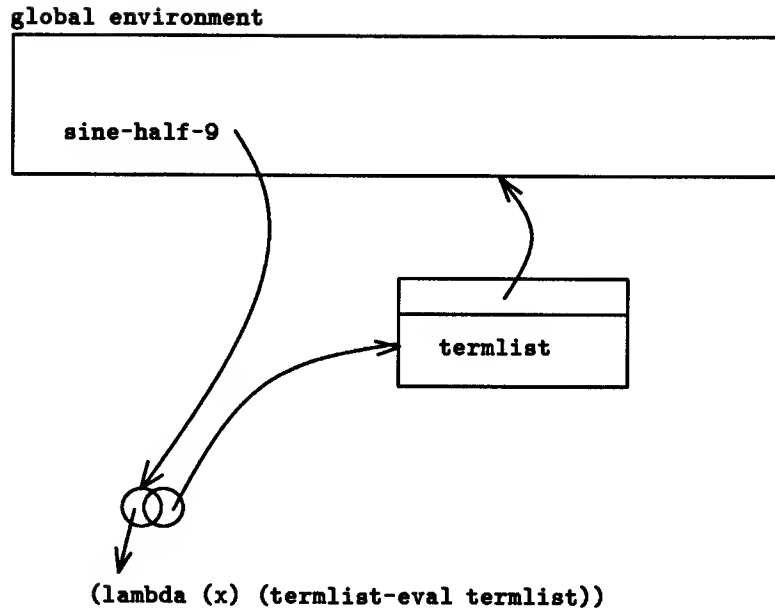 global environment
sine-half-9
termlist
(lambda (x) (termlist-eval termlist))